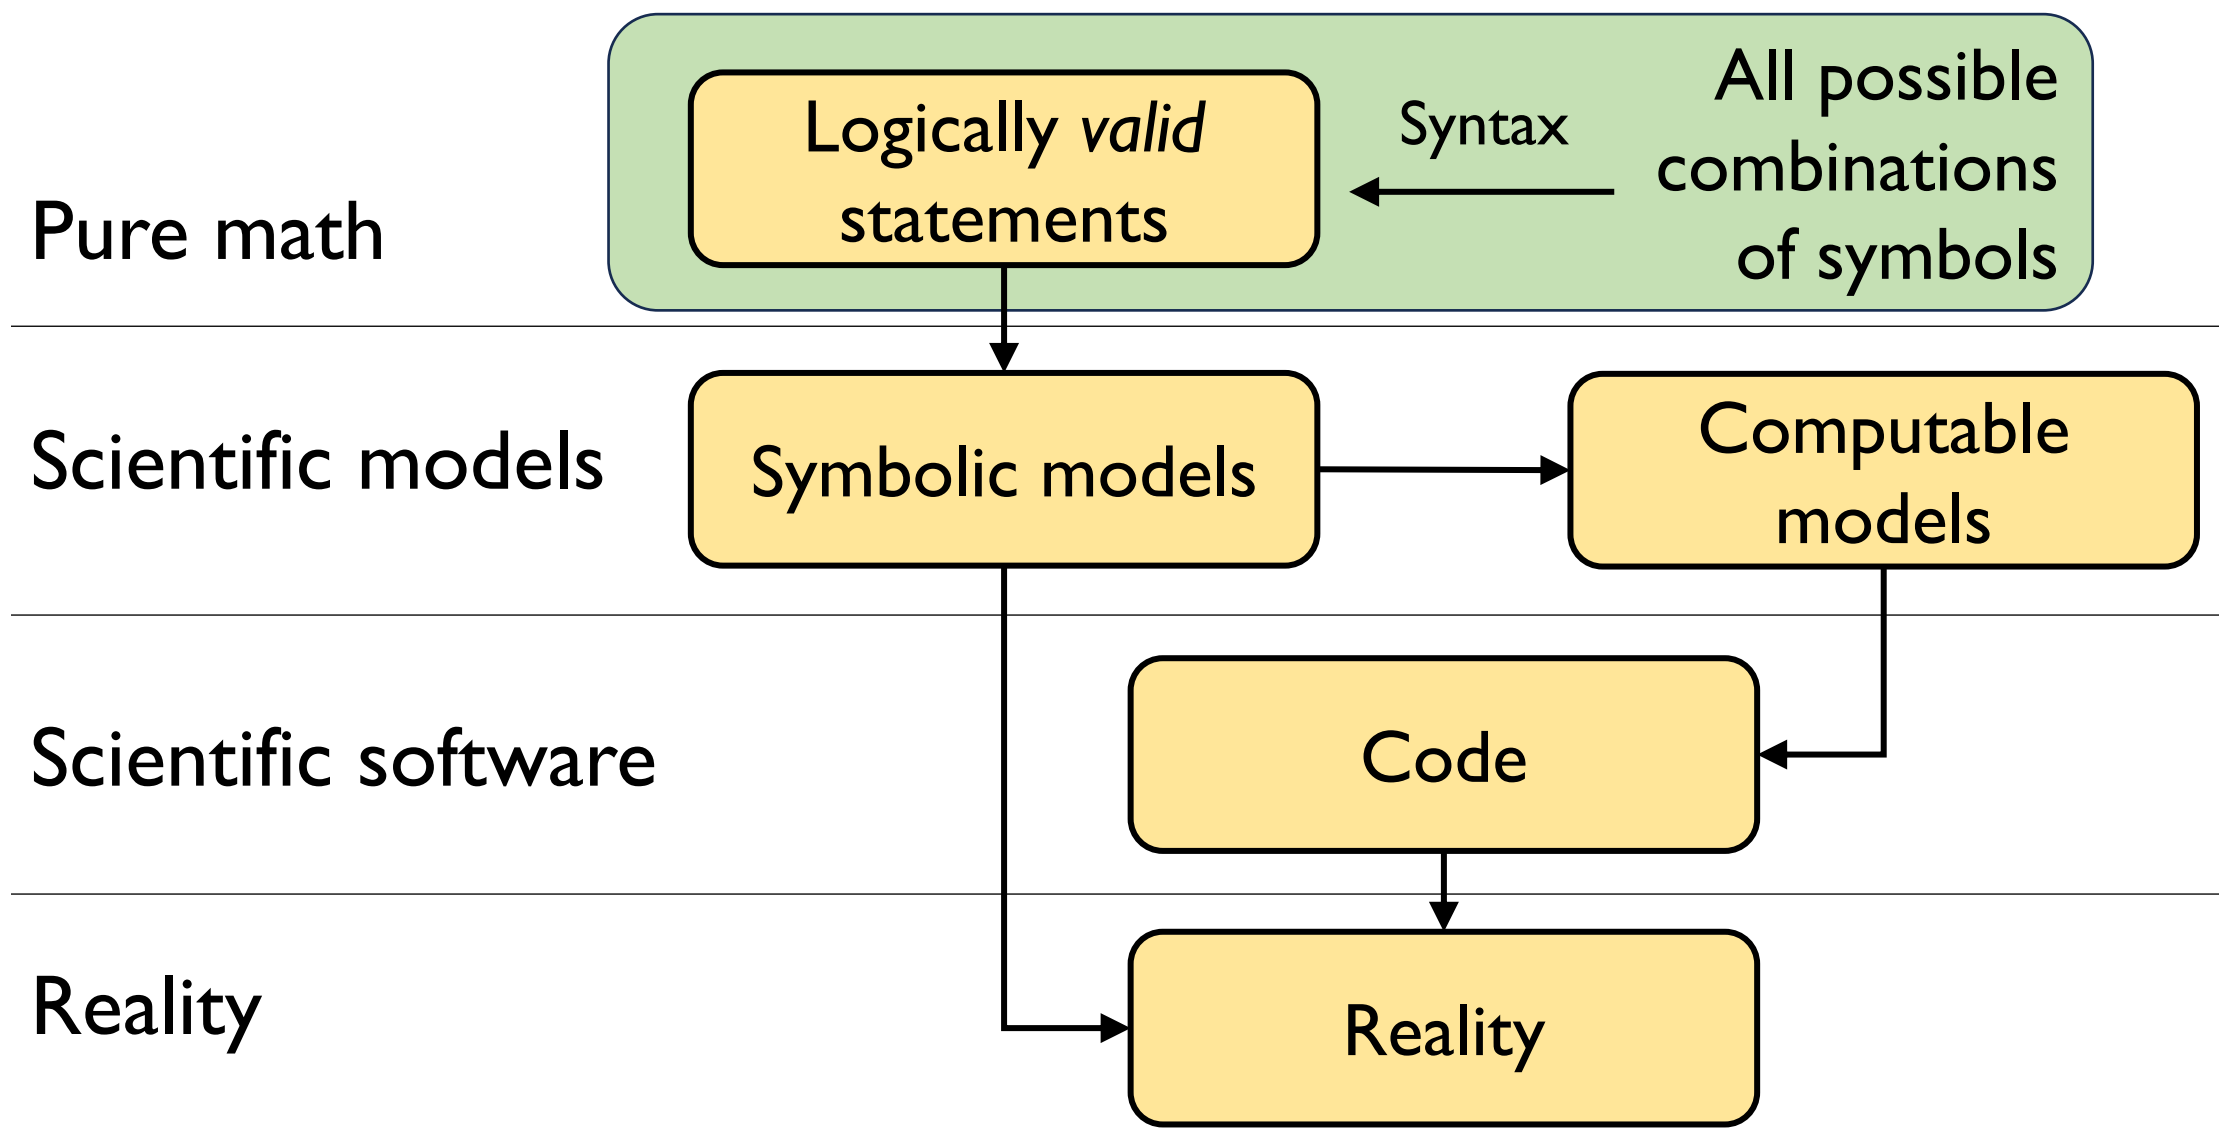 Pure math
Logically valid
statements
Syntax
All possible
combinations
of symbols
Scientific models
Symbolic models
Computable
models
Scientific software
Code
Reality
Reality